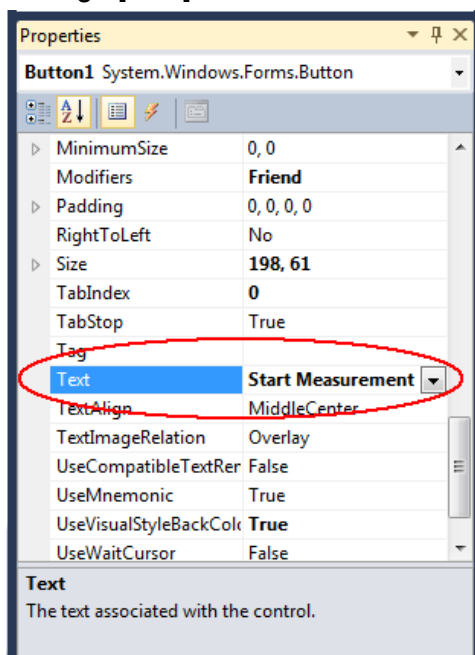 Properties
Button1 System.Windows.Forms.Button
MinimumSize 0, 0
Modifiers Friend
Padding 0, 0, 0, 0
RightToLeft No
Size 198, 61
TabIndex 0
TabStop True
Tag
Text Start Measurement
TextAlign MiddleCenter
TextImageRelation Overlay
UseCompatibleTextRer False
UseMnemonic True
UseVisualStyleBackColo True
UseWaitCursor False
Text
The text associated with the control.